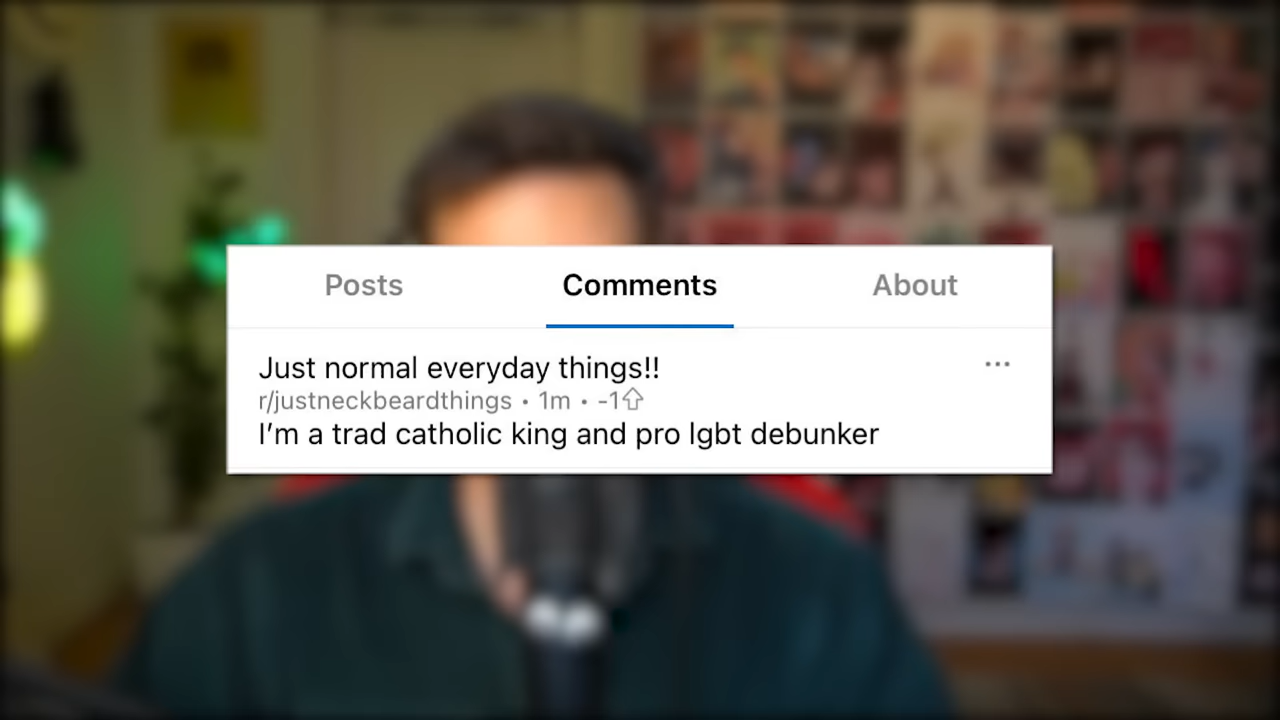 Posts Comments About
Just normal everyday things!!
r/justneckbeardthings • 1m • -1
I’m a trad catholic king and pro lgbt debunker